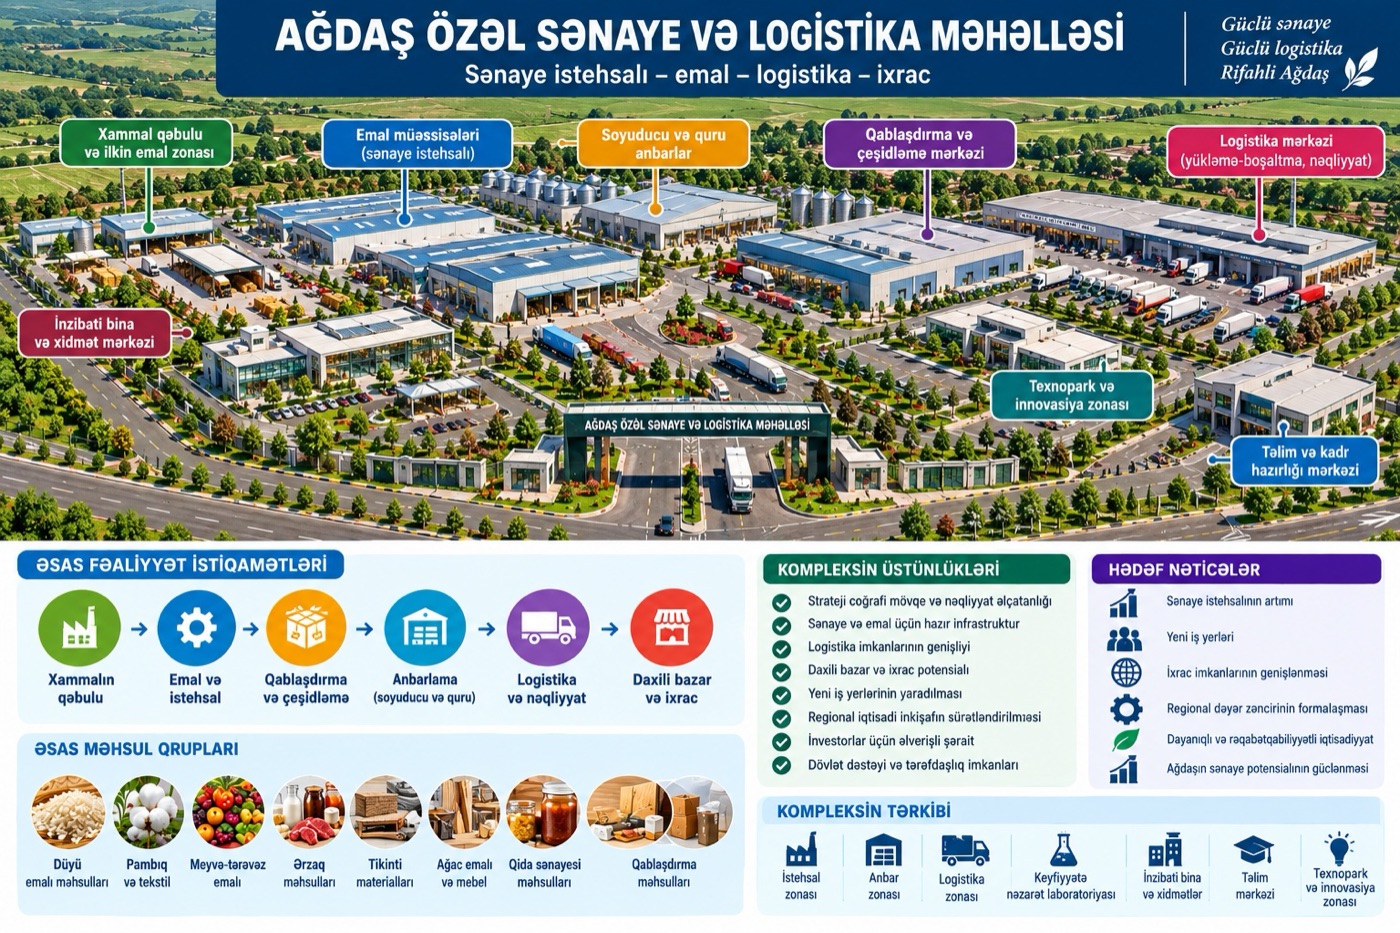 AĞDAŞ ÖZƏL SƏNAYE VƏ LOGİSTİKA MƏHƏLLƏSİ
Sənaye istehsalı – emal – logistika – ixrac
Güclü sənaye
Güclü logistika
Rifahli Ağdaş
Xammal qəbulu
və ilkin emal zonası
Emal müəssisələri
(sənaye istehsalı)
Soyuducu və quru
anbarlar
Qablaşdırma və
çeşidləmə mərkəzi
Logistika mərkəzi
(yükləmə-boşaltma, nəqliyyat)
İnzibati bina
və xidmət mərkəzi
Texnopark və
innovasiya zonası
Təlim və kadr
hazırlığı mərkəzi
AĞDAŞ ÖZƏL SƏNAYE VƏ LOGİSTİKA MƏHƏLLƏSİ
ƏSAS FƏALİYYƏT İSTİQAMƏTLƏRİ
Xammalın
qəbulu
Emal və
istehsal
Qablaşdırma
və çeşidləmə
Anbarlama
(soyuducu və quru)
Logistika
və nəqliyyat
Daxili bazar
və ixrac
ƏSAS MƏHSUL QRUPLARI
Düyü
emalı məhsulları
Pambıq
və tekstil
Meyvə-tərəvəz
emalı
Ərzaq
məhsulları
Tikinti
materialları
Ağac emalı
və mebel
Qida sənayesi
məhsulları
Qablaşdırma
məhsulları
KOMPLEKSİN ÜSTÜNLÜKLƏRİ
Strateji coğrafi mövqe və nəqliyyat əlçatanlığı
Sənaye və emal üçün hazır infrastruktur
Logistika imkanlarının genişliyi
Daxili bazar və ixrac potensialı
Yeni iş yerlərinin yaradılması
Regional iqtisadi inkişafın sürətləndirilməsi
İnvestorlar üçün əlverişli şərait
Dövlət dəstəyi və tərəfdaşlıq imkanları
HƏDƏF NƏTİCƏLƏR
Sənaye istehsalının artımı
Yeni iş yerləri
İxrac imkanlarının genişlənməsi
Regional dəyər zəncirinin formalaşması
Dayanıqlı və rəqabətqabiliyyətli iqtisadiyyat
Ağdaşın sənaye potensialının güclənməsi
KOMPLEKSİN TƏRKİBİ
İstehsal
zonası
Anbar
zonası
Logistika
zonası
Keyfiyyətə
nəzarət laboratoriyası
İnzibati bina
və xidmətlər
Təlim
mərkəzi
Texnopark
və innovasiya
zonası